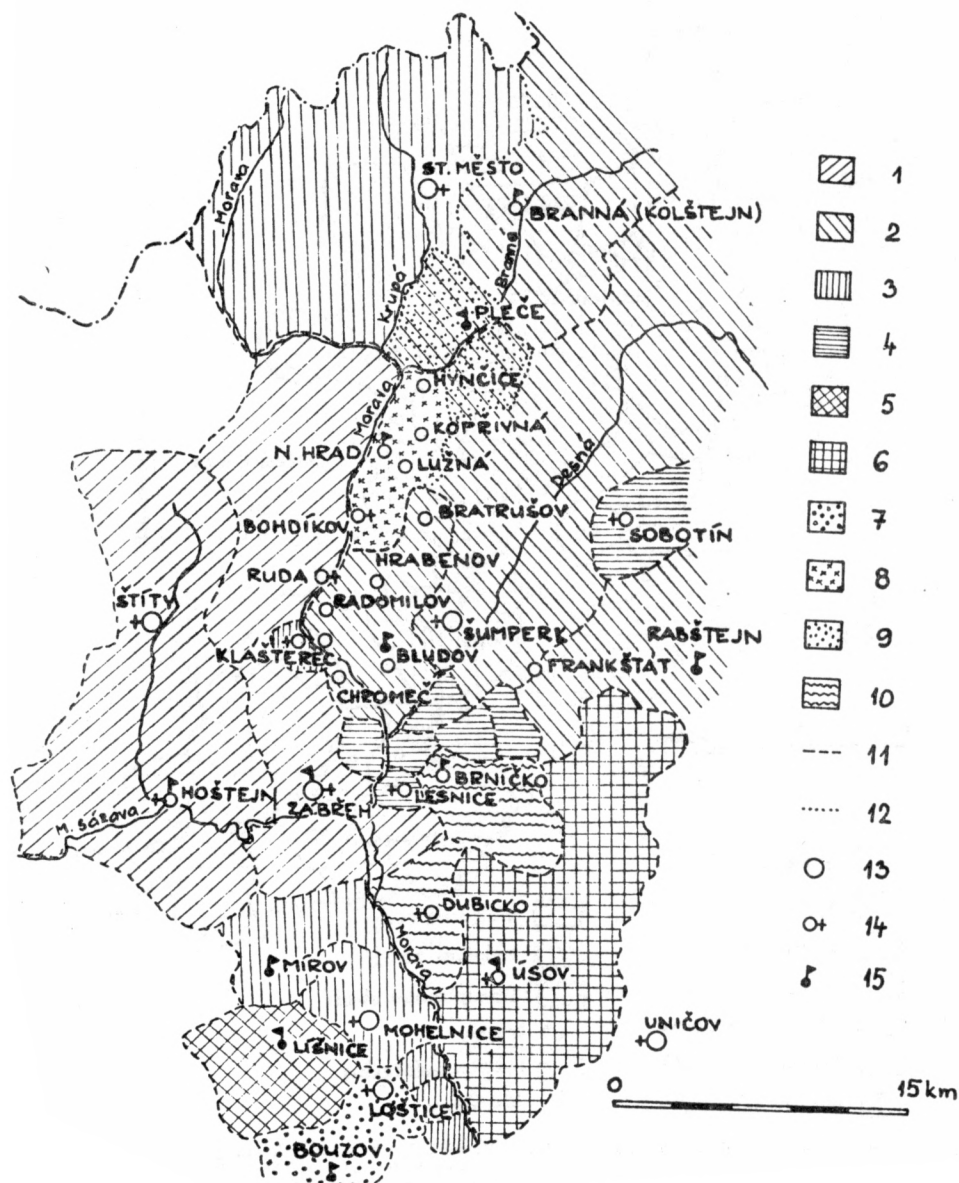 Morava
ST. MĚSTO
BRANNÁ (KOLŠTEJN)
Krupá
Branná
PLEČE
HYNČICE
Morava
KOPŘIVNÁ
N. HRAD
LUŽNÁ
Desná
BRATRUŠOV
BOHDÍKOV
SOBOTÍN
HRABENOV
RUDA
RADOMILOV
ŠTÍTY
ŠUMPERK
RABŠTEJN
KLÁŠTEREC
BLUDOV
FRANKŠTÁT
CHROMEČ
BRNÍČKO
HOŠTEJN
ZÁBŘEH
LESNICE
M. Sázava
DUBICKO
Morava
MÍROV
ÚSOV
MOHELNICE
UNIČOV
LÍŠNICE
LOŠTICE
BOUZOV
1
2
3
4
5
6
7
8
9
10
11
12
13
14
15
0 15 km